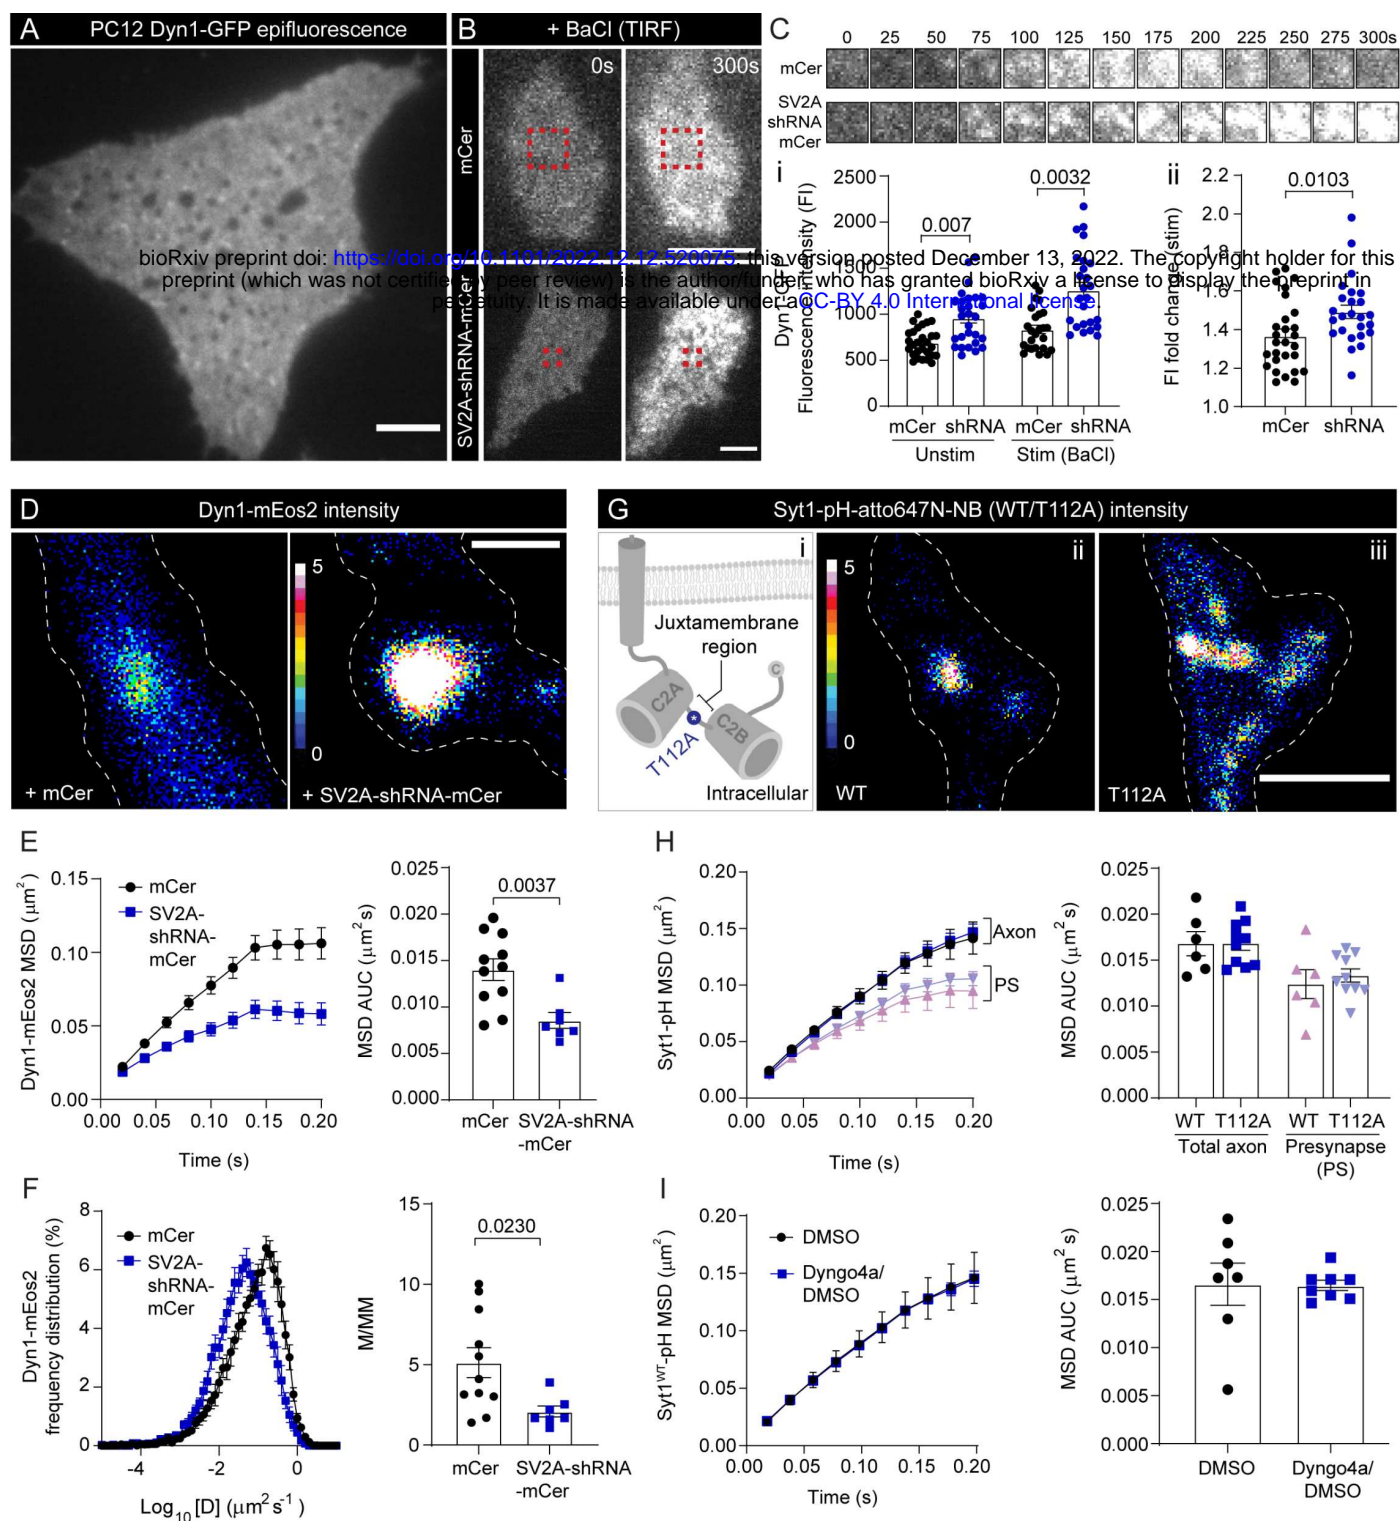 A PC12 Dyn1-GFP epifluorescence
B + BaCl (TIRF)
mCer
0s
300s
SV2A-shRNA-mCer
C
0 25 50 75 100 125 150 175 200 225 250 275 300s
mCer
SV2A
shRNA
mCer
i
Dyn1-GFP
Fluorescence intensity (FI)
2500
2000
1500
1000
500
0
0.007
0.0032
mCer shRNA mCer shRNA
Unstim Stim (BaCl)
ii
FI fold change (stim)
2.2
2.0
1.8
1.6
1.4
1.2
1.0
0.0103
mCer shRNA
bioRxiv preprint doi: https://doi.org/10.1101/2022.12.12.520075; this version posted December 13, 2022. The copyright holder for this
preprint (which was not certified by peer review) is the author/funder, who has granted bioRxiv a license to display the preprint in
perpetuity. It is made available under aCC-BY 4.0 International license.
D Dyn1-mEos2 intensity
+ mCer
5
0
+ SV2A-shRNA-mCer
G Syt1-pH-atto647N-NB (WT/T112A) intensity
i
Juxtamembrane
region
C2A
C2B
C
*
T112A
Intracellular
ii
5
0
WT
iii
T112A
E
Dyn1-mEos2 MSD (μm²)
0.15
0.10
0.05
0.00
mCer
SV2A-
shRNA-
mCer
0.00 0.05 0.10 0.15 0.20
Time (s)
MSD AUC (μm² s)
0.025
0.020
0.015
0.010
0.005
0.000
0.0037
mCer SV2A-shRNA
-mCer
H
Syt1-pH MSD (μm²)
0.20
0.15
0.10
0.05
0.00
Axon
PS
0.00 0.05 0.10 0.15 0.20
Time (s)
MSD AUC (μm² s)
0.025
0.020
0.015
0.010
0.005
0.000
WT T112A WT T112A
Total axon Presynapse
(PS)
F
Dyn1-mEos2
frequency distribution (%)
8
6
4
2
0
mCer
SV2A-
shRNA-
mCer
-4 -2 0
Log₁₀ [D] (μm² s⁻¹)
M/MM
15
10
5
0
0.0230
mCer SV2A-shRNA
-mCer
I
Syt1ᵂᵀ-pH MSD (μm²)
0.20
0.15
0.10
0.05
0.00
DMSO
Dyngo4a/
DMSO
0.00 0.05 0.10 0.15 0.20
Time (s)
MSD AUC (μm² s)
0.025
0.020
0.015
0.010
0.005
0.000
DMSO Dyngo4a/
DMSO